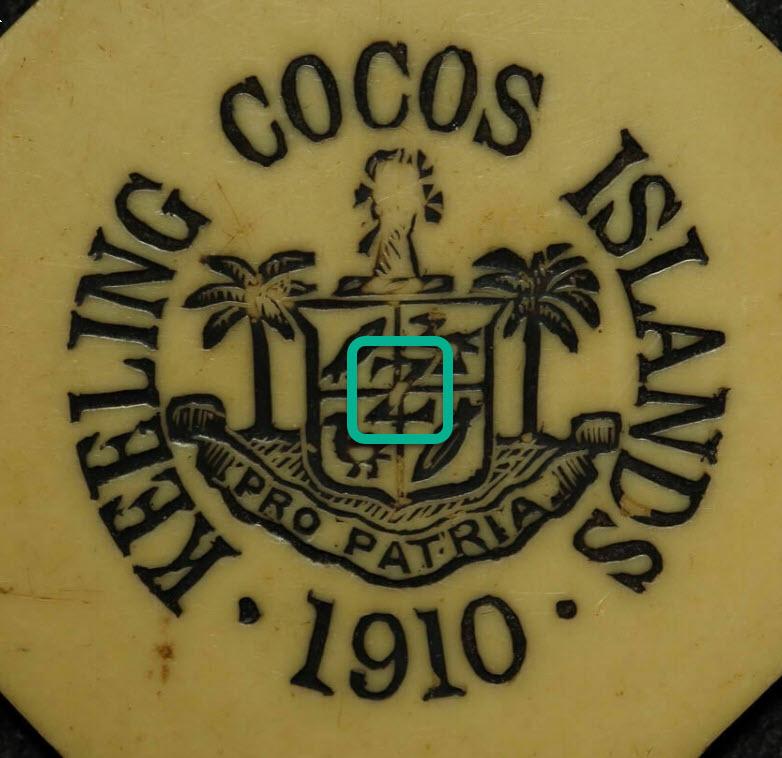 KEELING COCOS ISLANDS
PRO PATRIA
1910